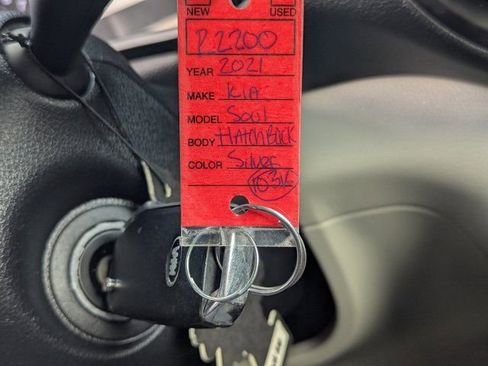 NEW USED
P2200
YEAR 2021
MAKE KIA
MODEL Soul
BODY HATCHBACK
COLOR Silver